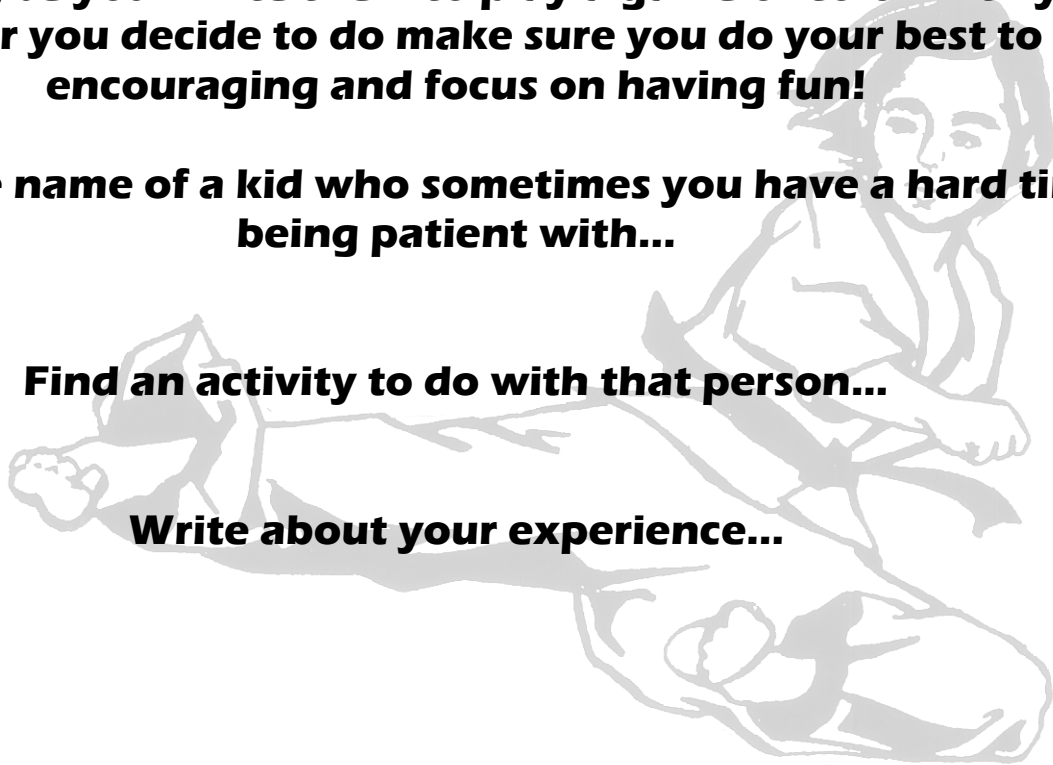 r you decide to do make sure you do your best to
encouraging and focus on having fun!
name of a kid who sometimes you have a hard
being patient with...
Find an activity to do with that person...
Write about your experience...